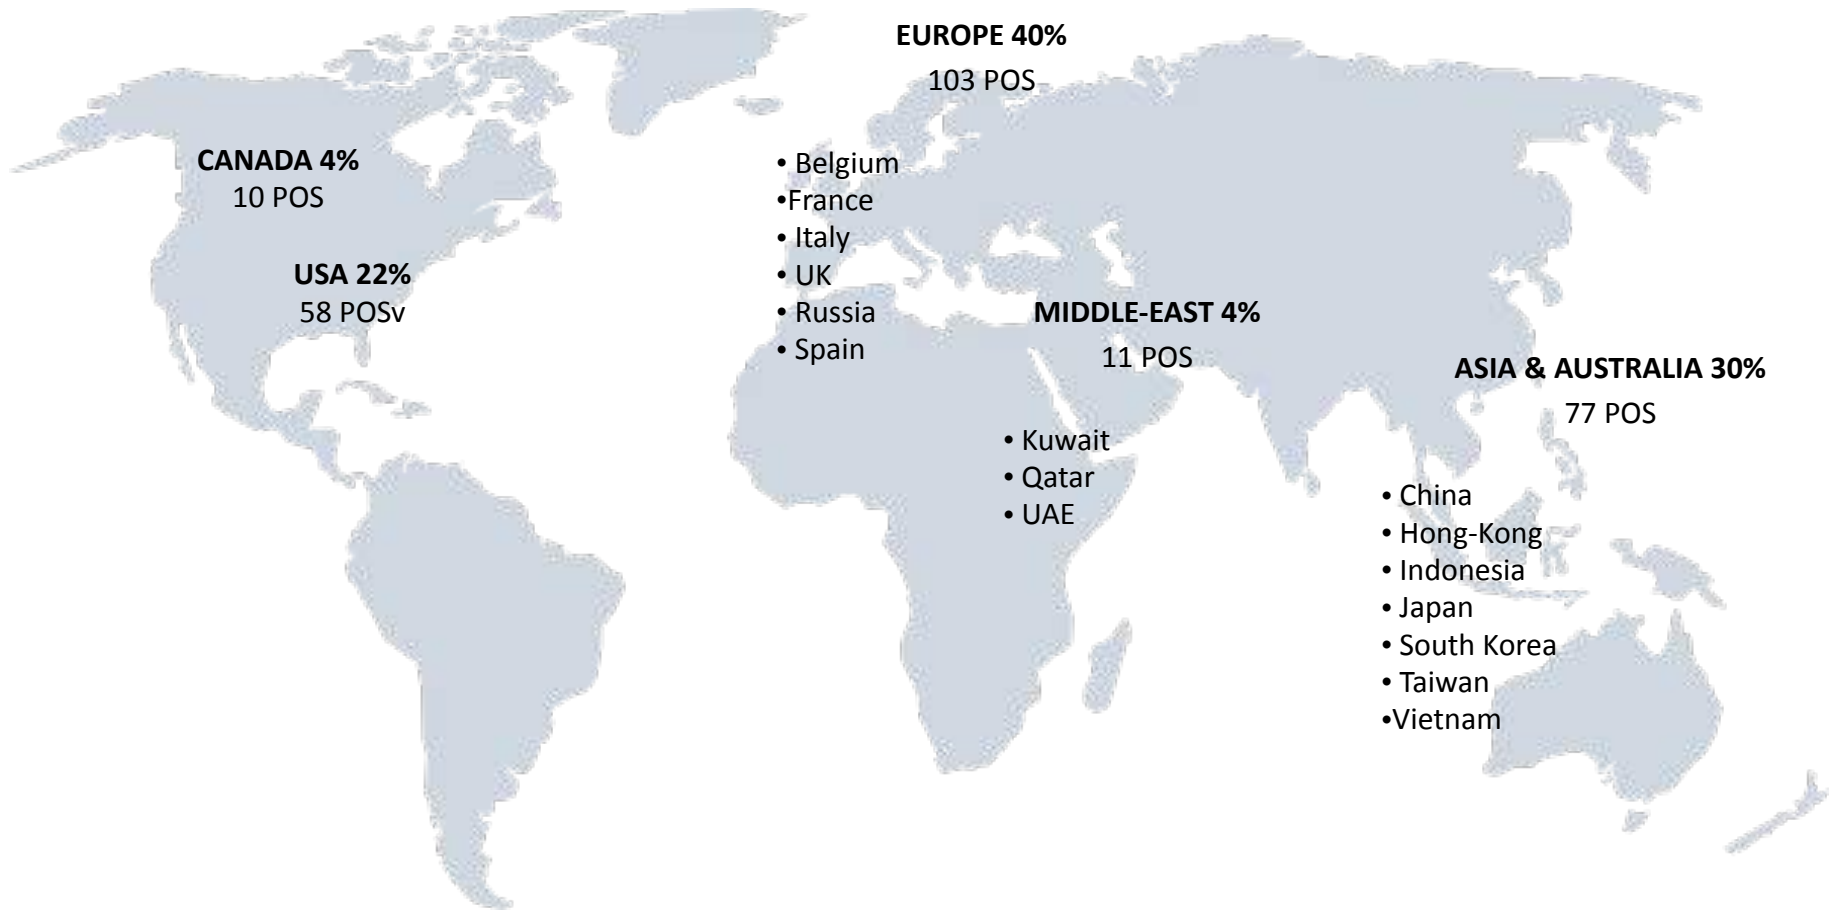 EUROPE 40%
103 POS
CANADA 4%
10 POS
USA 22%
58 POSv
• Belgium
•France
• Italy
• UK
• Russia
• Spain
MIDDLE-EAST 4%
11 POS
• Kuwait
• Qatar
• UAE
ASIA & AUSTRALIA 30%
77 POS
• China
• Hong-Kong
• Indonesia
• Japan
• South Korea
• Taiwan
•Vietnam